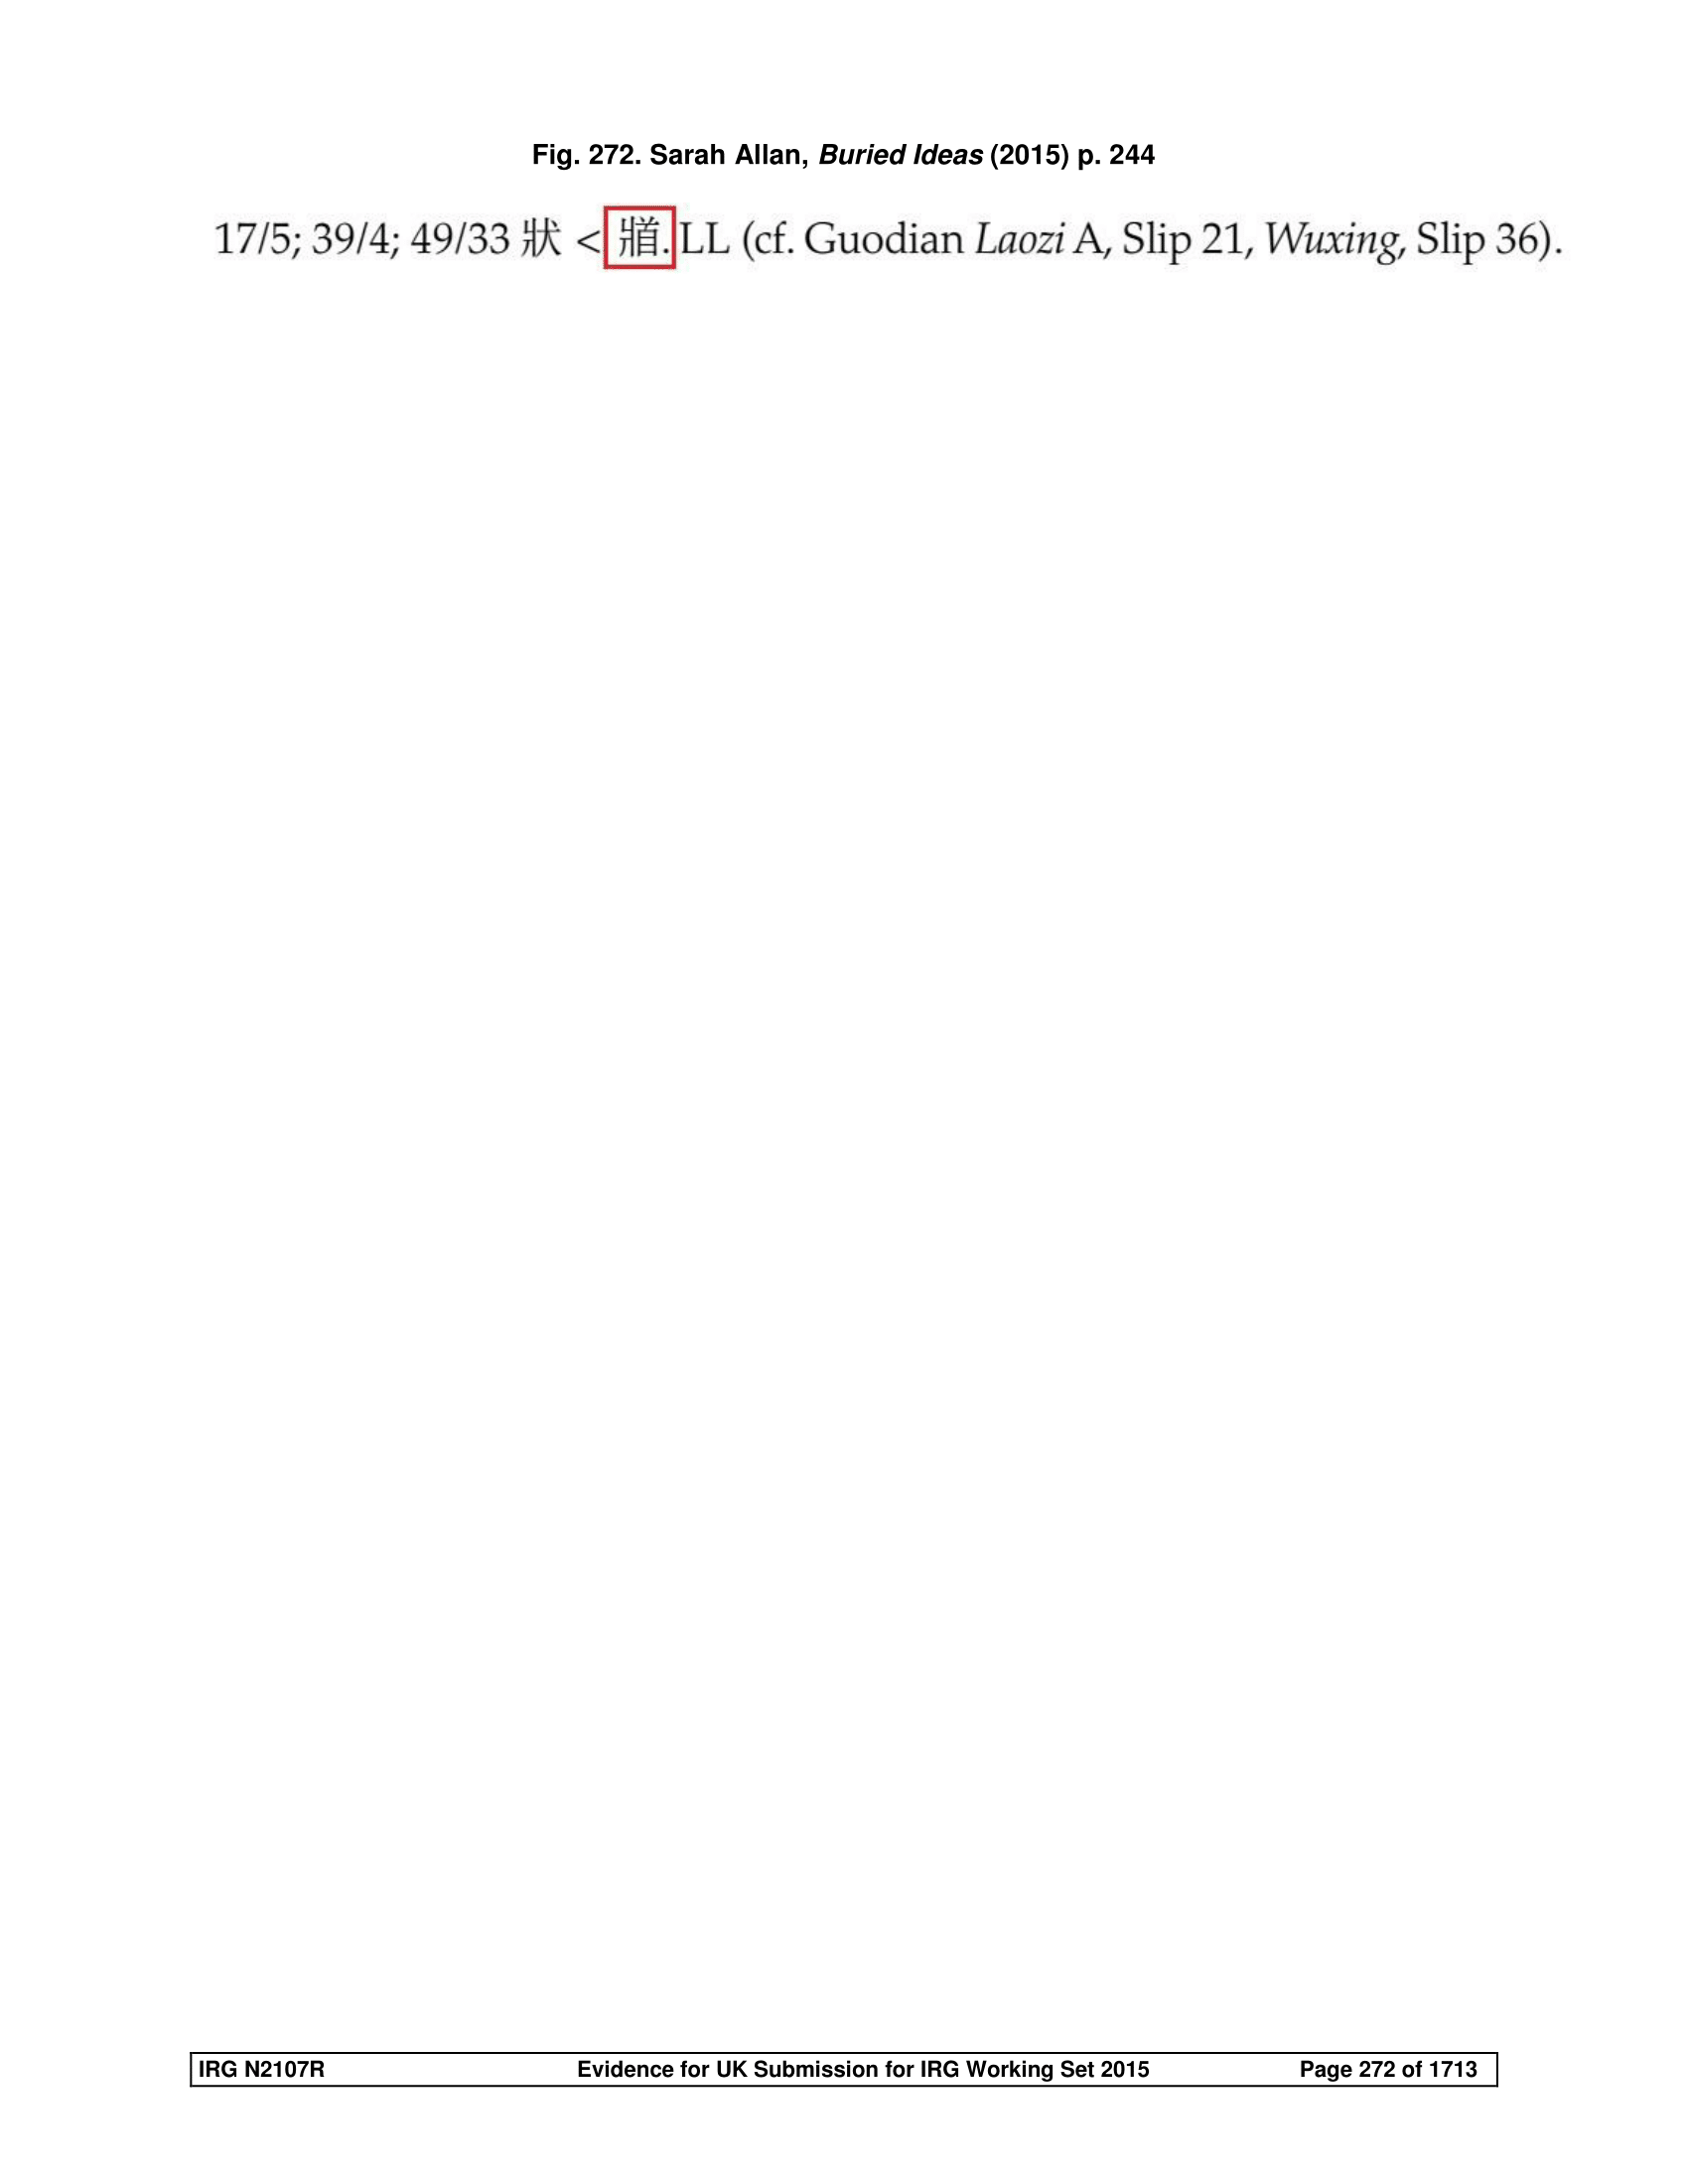 Fig. 272. Sarah Allan, Buried Ideas (2015) p. 244
17/5; 39/4; 49/33 狀 < . LL (cf. Guodian Laozi A, Slip 21, Wuxing, Slip 36).
IRG N2107R Evidence for UK Submission for IRG Working Set 2015 Page 272 of 1713